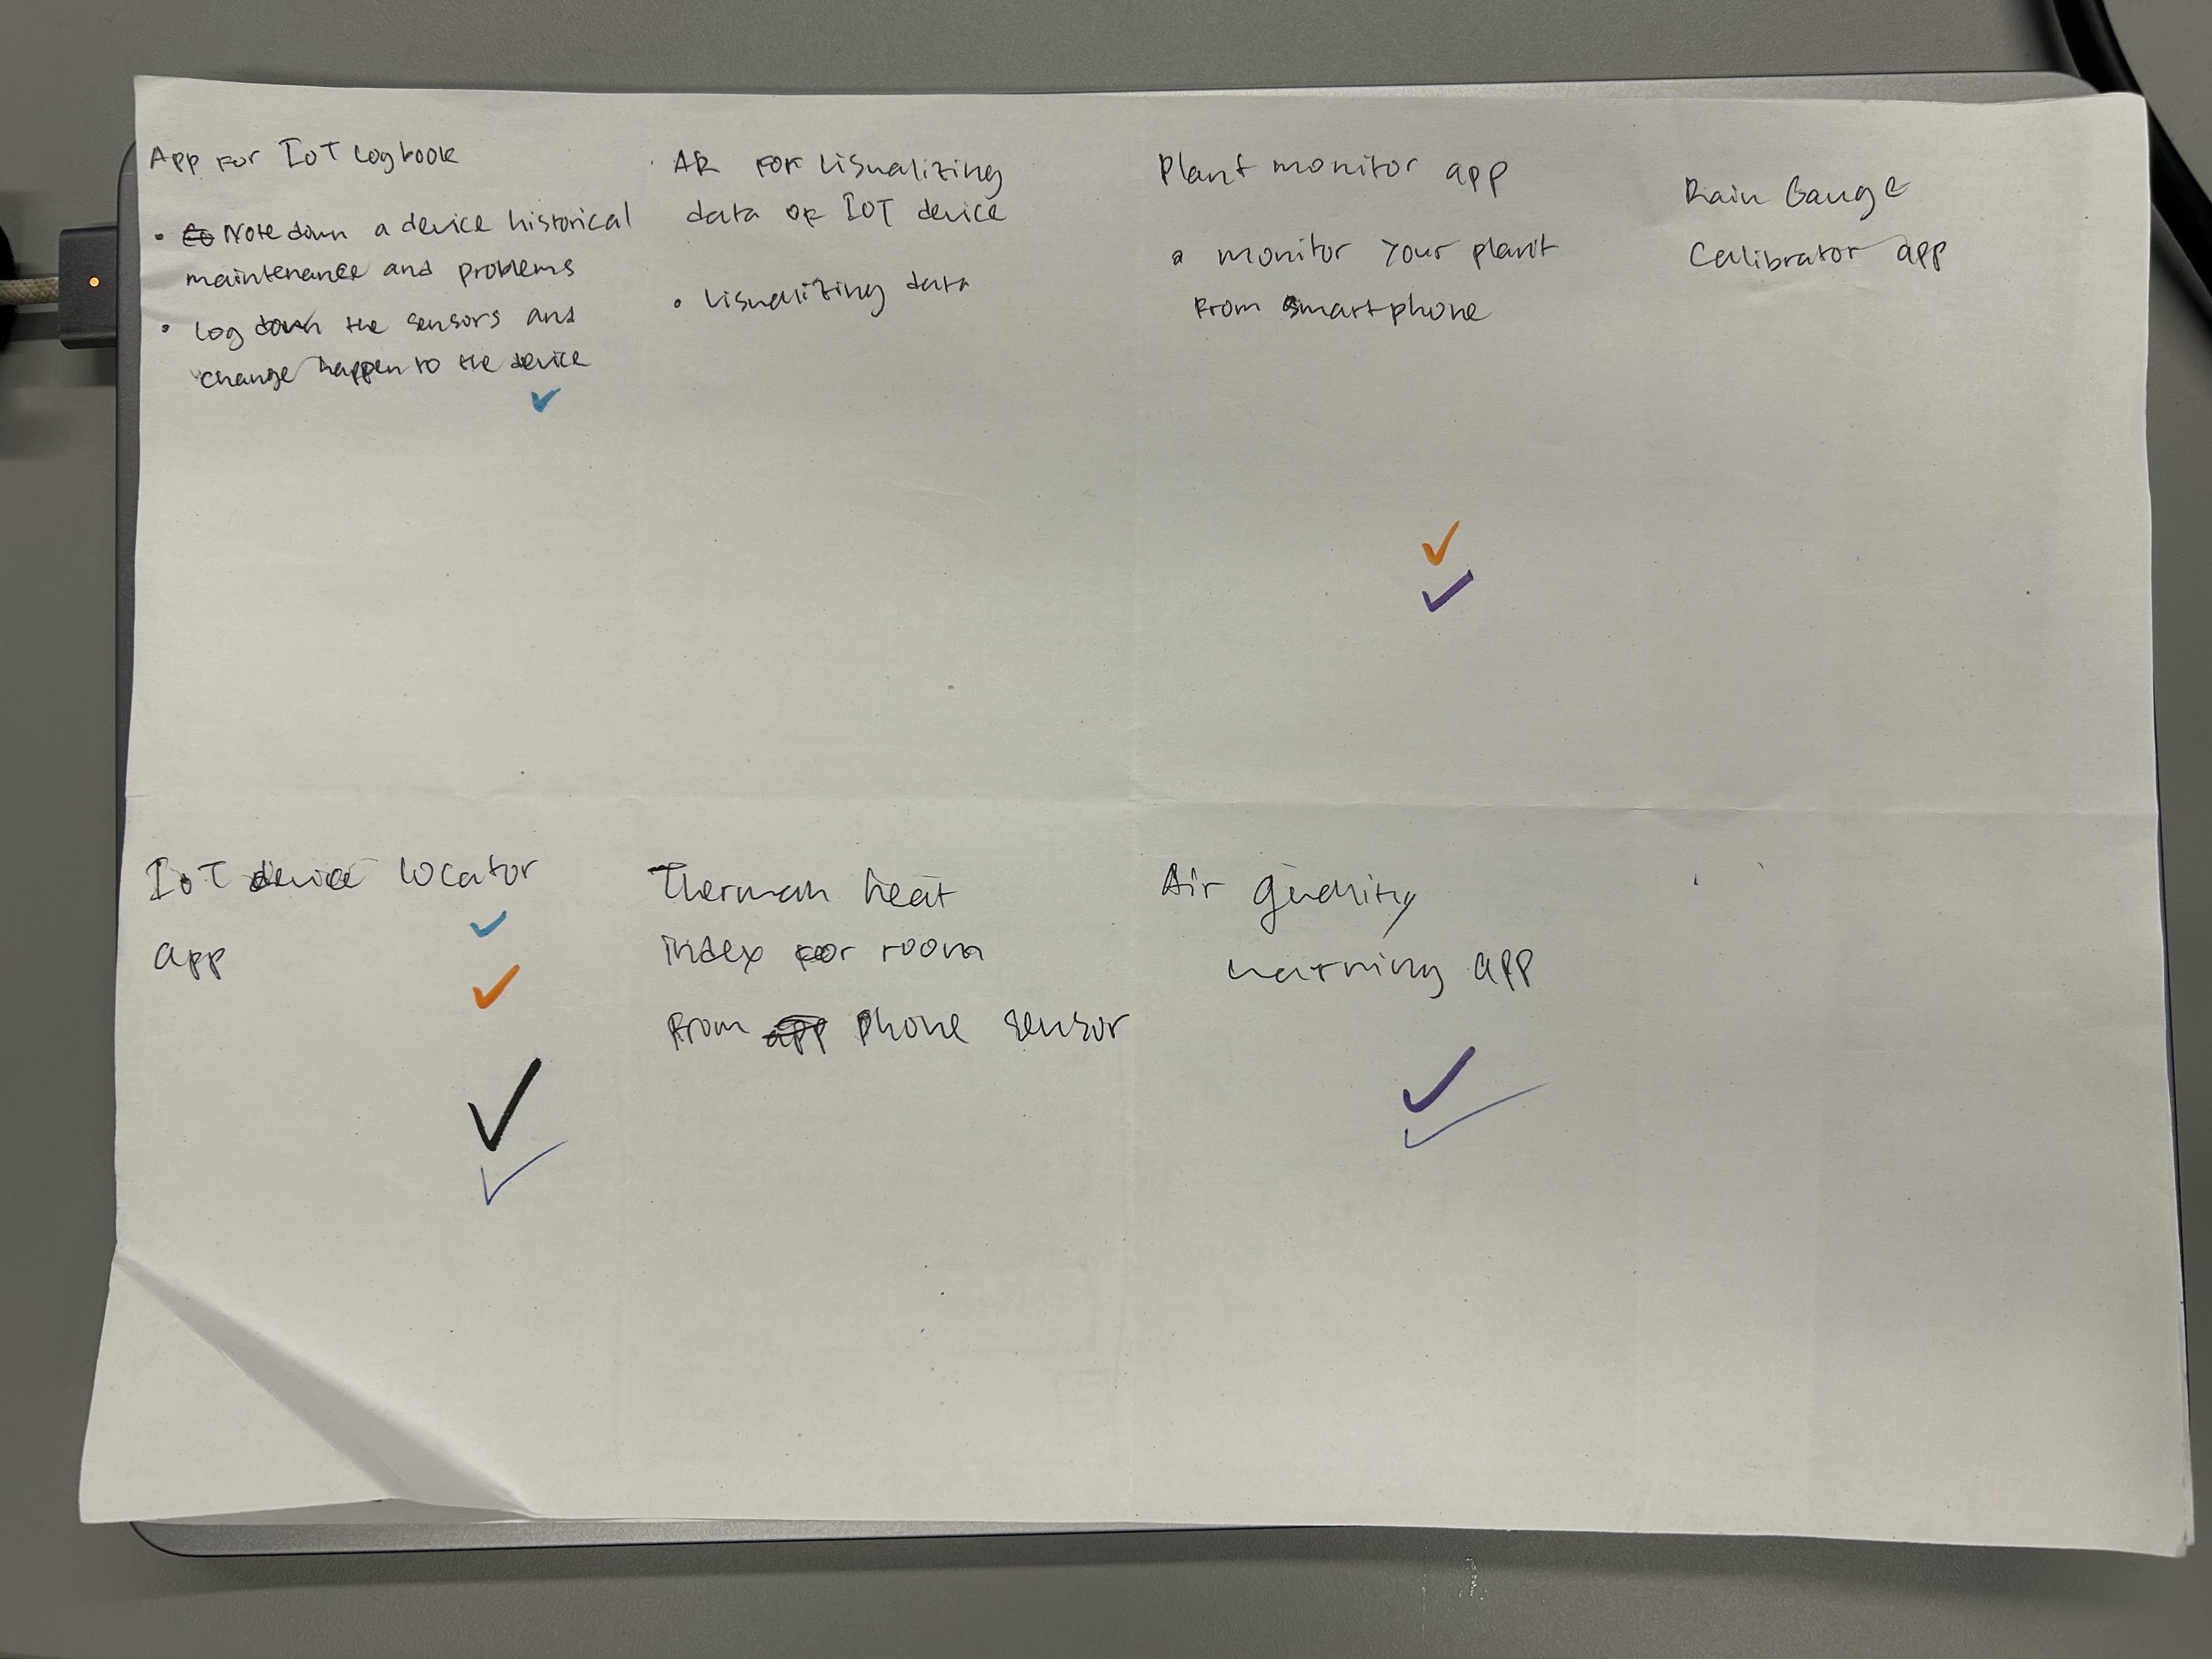 App for IoT logbook
• Note down a device historical
maintenance and problems
• log down the sensors and
change happen to the device
AR for visualizing
data of IoT device
• visualizing data
Plant monitor app
• monitor your plant
from smartphone
Rain Gauge
Calibrator app
IoT device locator
app
Thermal heat
index for room
from phone sensor
Air quality
warning app